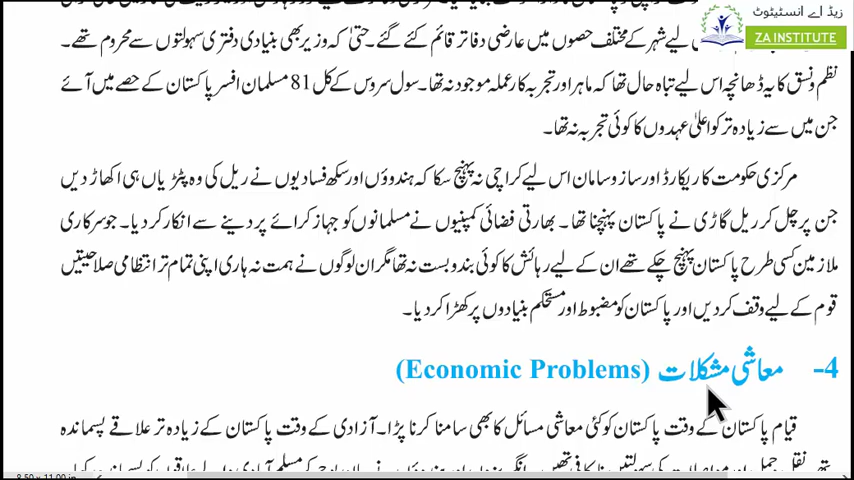 زیڈ اے انسٹیٹوٹ
ZA INSTITUTE
لیے شہر کے مختلف حصوں میں عارضی دفاتر قائم کئے گئے۔ حتیٰ کہ وزیر بھی بنیادی دفتری سہولتوں سے محروم تھے۔
نظم و نسق کا یہ ڈھانچہ اس لیے تباہ حال تھا کہ ماہر اور تجربہ کار عملہ موجود نہ تھا۔ سول سروس کے کل 81 مسلمان افسر پاکستان کے حصے میں آئے
جن میں سے زیادہ تر کو اعلیٰ عہدوں کا کوئی تجربہ نہ تھا۔
مرکزی حکومت کا ریکارڈ اور ساز و سامان اس لیے کراچی نہ پہنچ سکا کہ ہندوؤں اور سکھ فسادیوں نے ریل کی وہ پٹڑیاں ہی اکھاڑ دیں
جن پر چل کر ریل گاڑی نے پاکستان پہنچنا تھا۔ بھارتی فضائی کمپنیوں نے مسلمانوں کو جہاز کرائے پر دینے سے انکار کر دیا۔ جو سرکاری
ملازمین کسی طرح پاکستان پہنچ چکے تھے ان کے لیے رہائش کا کوئی بندوبست نہ تھا مگر ان لوگوں نے ہمت نہ ہاری اپنی تمام تر انتظامی صلاحیتیں
قوم کے لیے وقف کر دیں اور پاکستان کو مضبوط اور مستحکم بنیادوں پر کھڑا کر دیا۔
4- معاشی مشکلات (Economic Problems)
قیام پاکستان کے وقت پاکستان کو کئی معاشی مسائل کا بھی سامنا کرنا پڑا۔ آزادی کے وقت پاکستان کے زیادہ تر علاقے پسماندہ
8.50 x 11.00 in